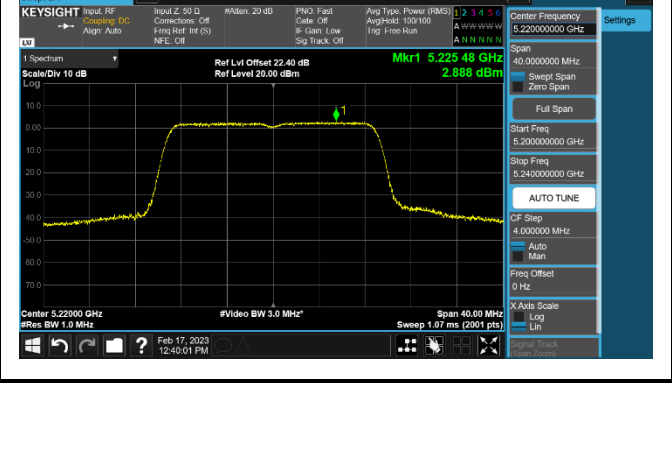 KEYSIGHT Input: RF Input Z: 50 Ω #Atten: 20 dB PNO: Fast Avg Type: Power (RMS) 1 2 3 4 5 6
Coupling: DC Corrections: Off Gate: Off Avg|Hold: 100/100 A W W W W W
Align: Auto Freq Ref: Int (S) IF Gain: Low Trig: Free Run
NFE: Off Sig Track: Off A N N N N N
LXI
1 Spectrum
Scale/Div 10 dB
Log
Ref Lvl Offset 22.40 dB
Ref Level 20.00 dBm
Mkr1 5.225 48 GHz
2.888 dBm
1
10.0
0.00
-10.0
-20.0
-30.0
-40.0
-50.0
-60.0
-70.0
Center 5.22000 GHz #Video BW 3.0 MHz* Span 40.00 MHz
#Res BW 1.0 MHz Sweep 1.07 ms (2001 pts)
? Feb 17, 2023
12:40:01 PM
Center Frequency
5.220000000 GHz
Span
40.0000000 MHz
Swept Span
Zero Span
Full Span
Start Freq
5.200000000 GHz
Stop Freq
5.240000000 GHz
AUTO TUNE
CF Step
4.000000 MHz
Auto
Man
Freq Offset
0 Hz
X Axis Scale
Log
Lin
Signal Track
(Span Zoom)
Settings